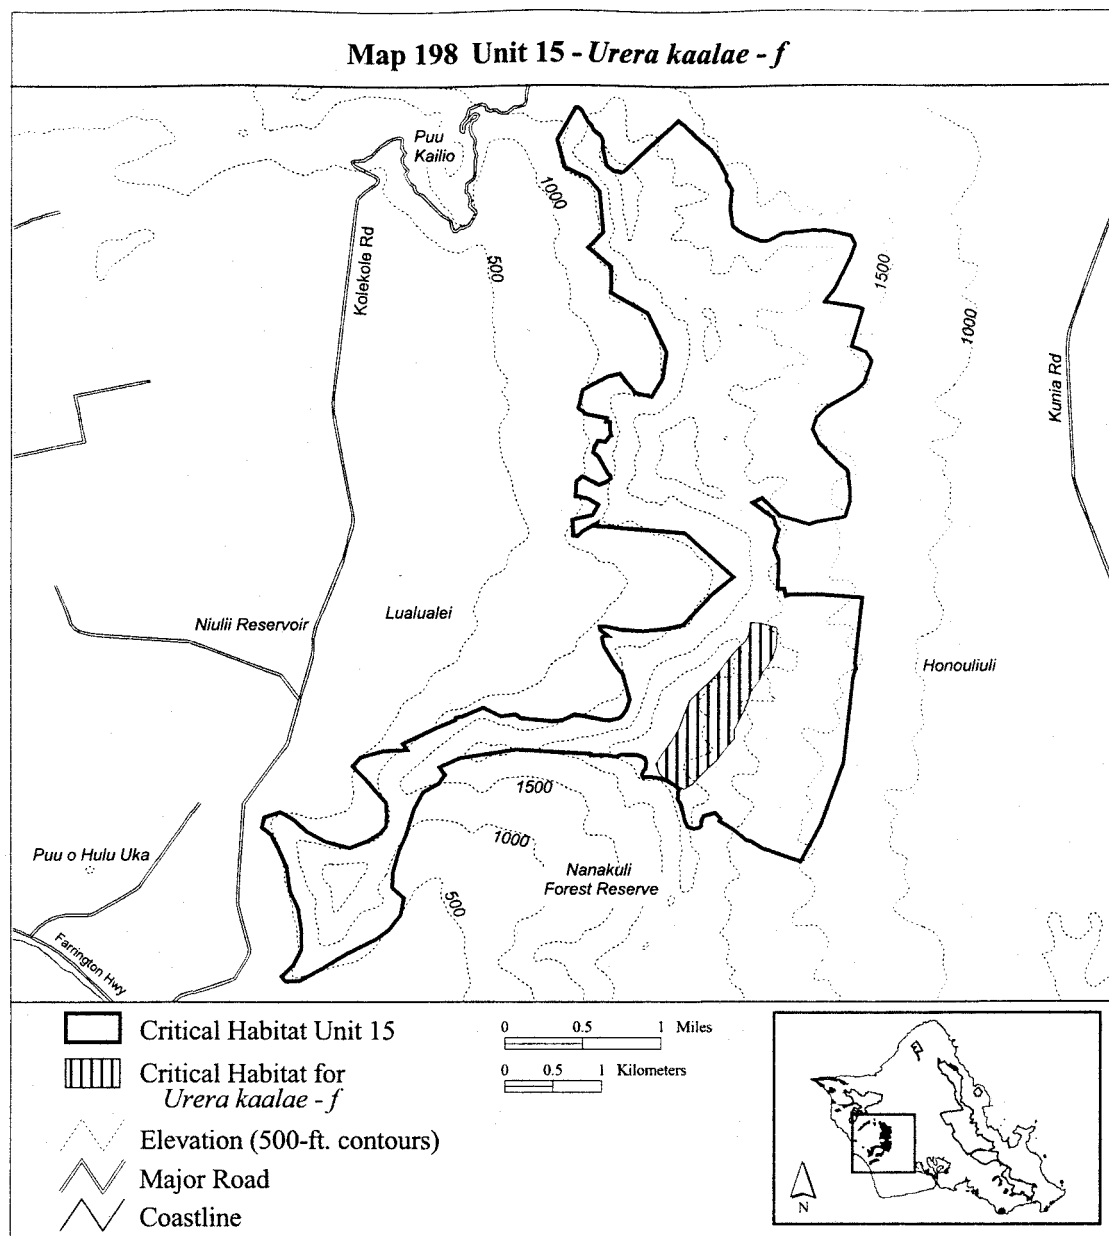 Map 198 Unit 15 - Urera kaalae - f
Puu
Kailio
1000
Kolekole Rd
500
1500
1000
Kunia Rd
Niulii Reservoir
Lualualei
Honouliuli
1500
1000
Puu o Hulu Uka
Nanakuli
Forest Reserve
500
Farrington Hwy
Critical Habitat Unit 15
Critical Habitat for
Urera kaalae - f
Elevation (500-ft. contours)
Major Road
Coastline
0 0.5 1 Miles
0 0.5 1 Kilometers
N